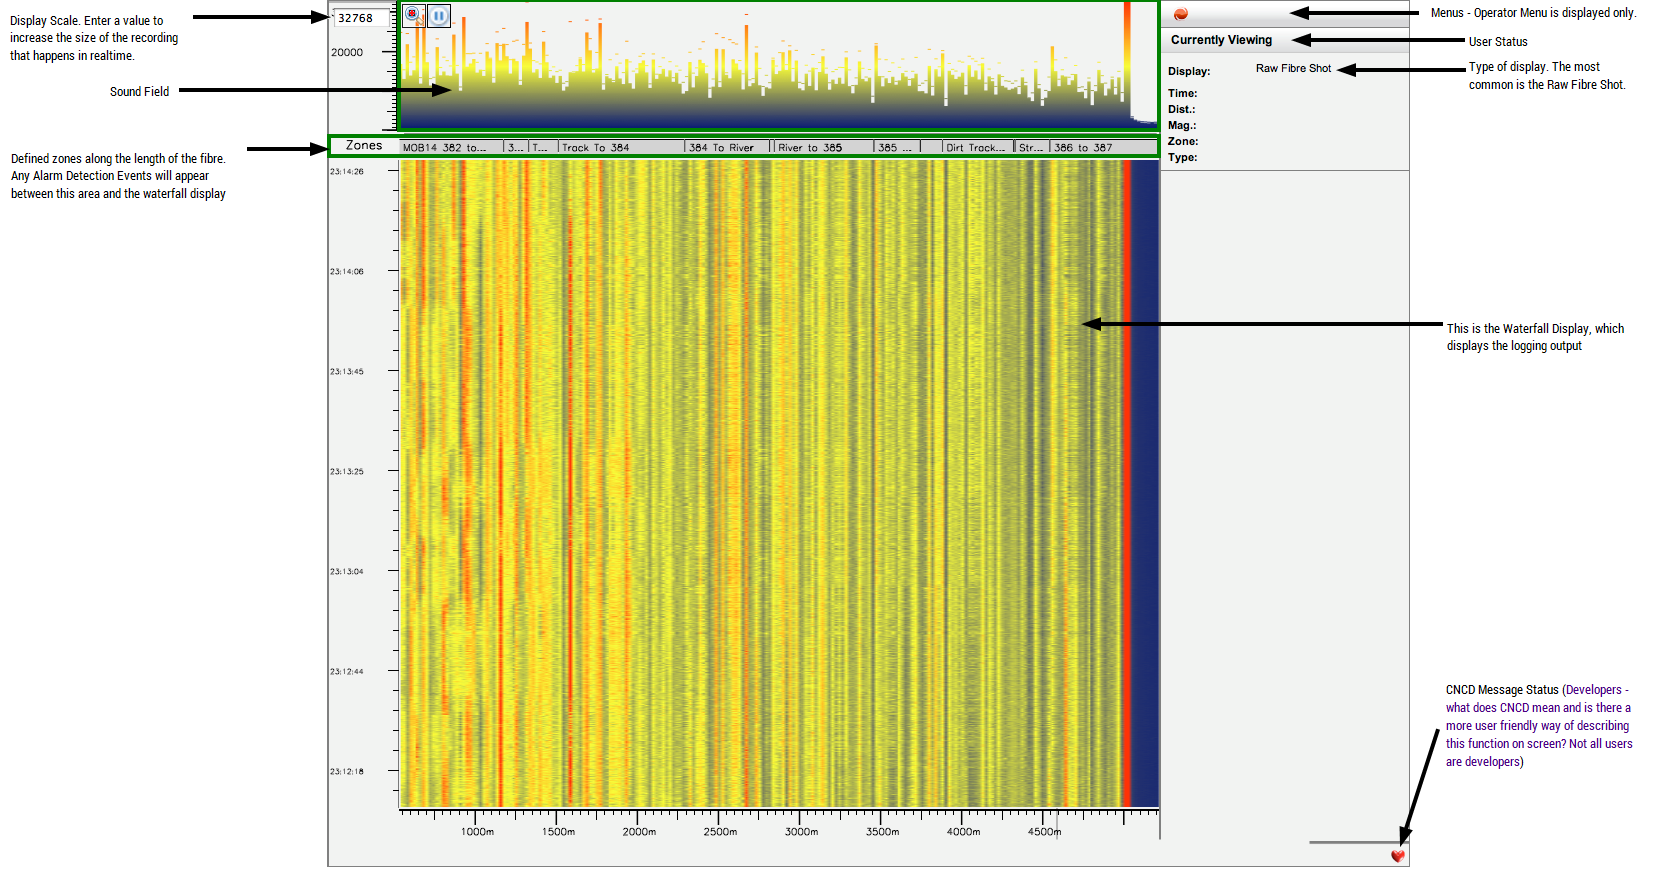 Display Scale. Enter a value to
increase the size of the recording
that happens in realtime.
32768
20000
Sound Field
Menus - Operator Menu is displayed only.
Currently Viewing
User Status
Display:
Raw Fibre Shot
Type of display. The most
common is the Raw Fibre Shot.
Time:
Dist.:
Mag.:
Zone:
Type:
Defined zones along the length of the fibre.
Any Alarm Detection Events will appear
between this area and the waterfall display
Zones
MOB14 382 to...
3...
T...
Track To 384
384 To River
River to 385
385 ...
Dirt Track...
Str...
386 to 387
23:14:26
23:14:06
23:13:45
23:13:25
23:13:04
23:12:44
23:12:18
This is the Waterfall Display, which
displays the logging output
CNCD Message Status (Developers -
what does CNCD mean and is there a
more user friendly way of describing
this function on screen? Not all users
are developers)
1000m
1500m
2000m
2500m
3000m
3500m
4000m
4500m